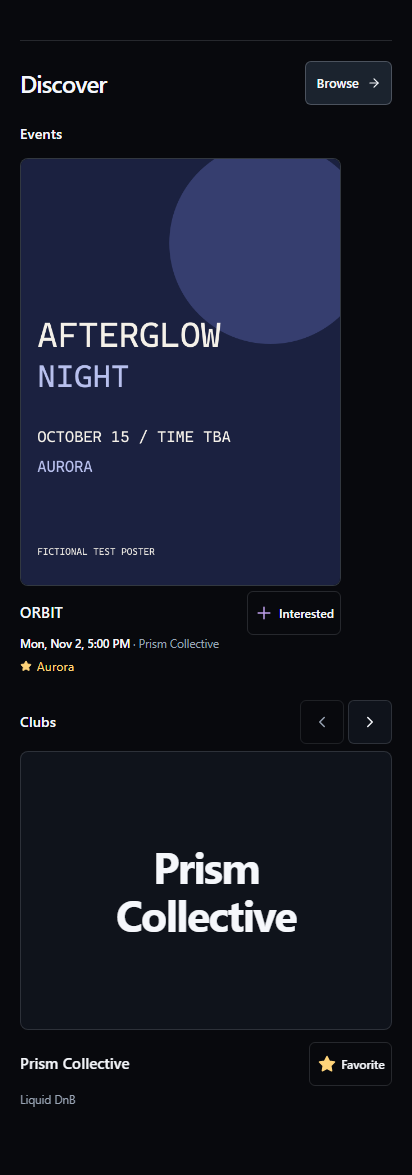 Discover
Browse
Events
AFTERGLOW
NIGHT
OCTOBER 15 / TIME TBA
AURORA
FICTIONAL TEST POSTER
ORBIT
Interested
Mon, Nov 2, 5:00 PM · Prism Collective
Aurora
Clubs
Prism
Collective
Prism Collective
Favorite
Liquid DnB